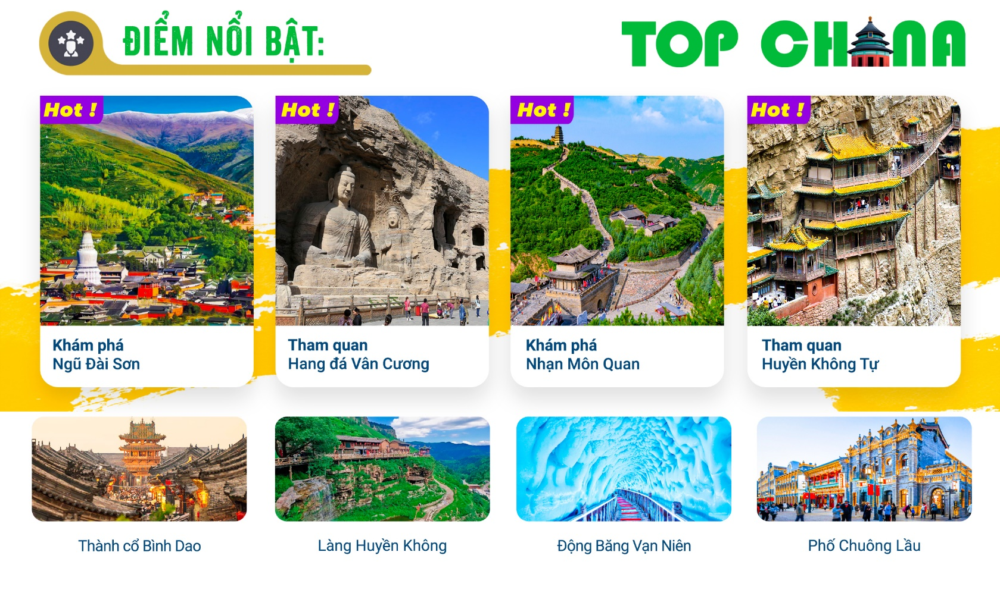 ĐIỂM NỔI BẬT:
TOP CHINA
Hot !
Hot !
Hot !
Hot !
Khám phá
Ngũ Đài Sơn
Tham quan
Hang đá Vân Cương
Khám phá
Nhạn Môn Quan
Tham quan
Huyền Không Tự
Thành cổ Bình Dao
Làng Huyền Không
Động Băng Vạn Niên
Phố Chuông Lầu